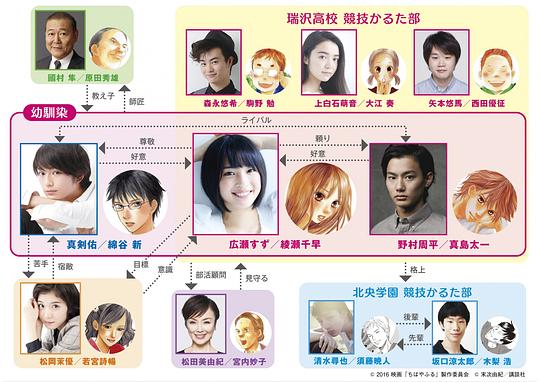 瑞沢高校 競技かるた部
國村 隼／原田秀雄
森永悠希／駒野 勉
上白石萌音／大江 奏
矢本悠馬／西田優征
教え子
師匠
幼馴染
ライバル
尊敬
好意
頼り
好意
真剣佑／綿谷 新
広瀬すず／綾瀬千早
野村周平／真島太一
苦手
宿敵
目標
意識
部活顧問
見守る
格上
北央学園 競技かるた部
後輩
先輩
松岡茉優／若宮詩暢
松田美由紀／宮内妙子
清水尋也／須藤暁人
坂口涼太郎／木梨 浩
© 2016 映画「ちはやふる」製作委員会 © 末次由紀／講談社